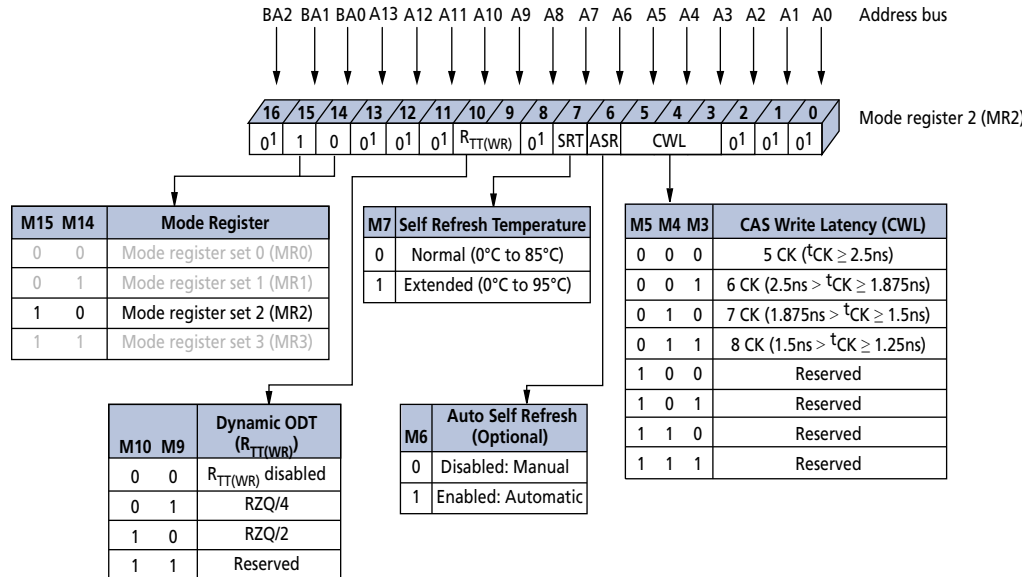 BA2 BA1 BA0 A13 A12 A11 A10 A9 A8 A7 A6 A5 A4 A3 A2 A1 A0 Address bus
16 15 14 13 12 11 10 9 8 7 6 5 4 3 2 1 0 Mode register 2 (MR2)
0¹ 1 0 0¹ 0¹ 0¹ RTT(WR) 0¹ SRT ASR CWL 0¹ 0¹ 0¹
M15 M14 Mode Register
0 0 Mode register set 0 (MR0)
0 1 Mode register set 1 (MR1)
1 0 Mode register set 2 (MR2)
1 1 Mode register set 3 (MR3)
M7 Self Refresh Temperature
0 Normal (0°C to 85°C)
1 Extended (0°C to 95°C)
M5 M4 M3 CAS Write Latency (CWL)
0 0 0 5 CK (tCK ≥ 2.5ns)
0 0 1 6 CK (2.5ns > tCK ≥ 1.875ns)
0 1 0 7 CK (1.875ns > tCK ≥ 1.5ns)
0 1 1 8 CK (1.5ns > tCK ≥ 1.25ns)
1 0 0 Reserved
1 0 1 Reserved
1 1 0 Reserved
1 1 1 Reserved
M10 M9 Dynamic ODT
(RTT(WR))
0 0 RTT(WR) disabled
0 1 RZQ/4
1 0 RZQ/2
1 1 Reserved
M6 Auto Self Refresh
(Optional)
0 Disabled: Manual
1 Enabled: Automatic